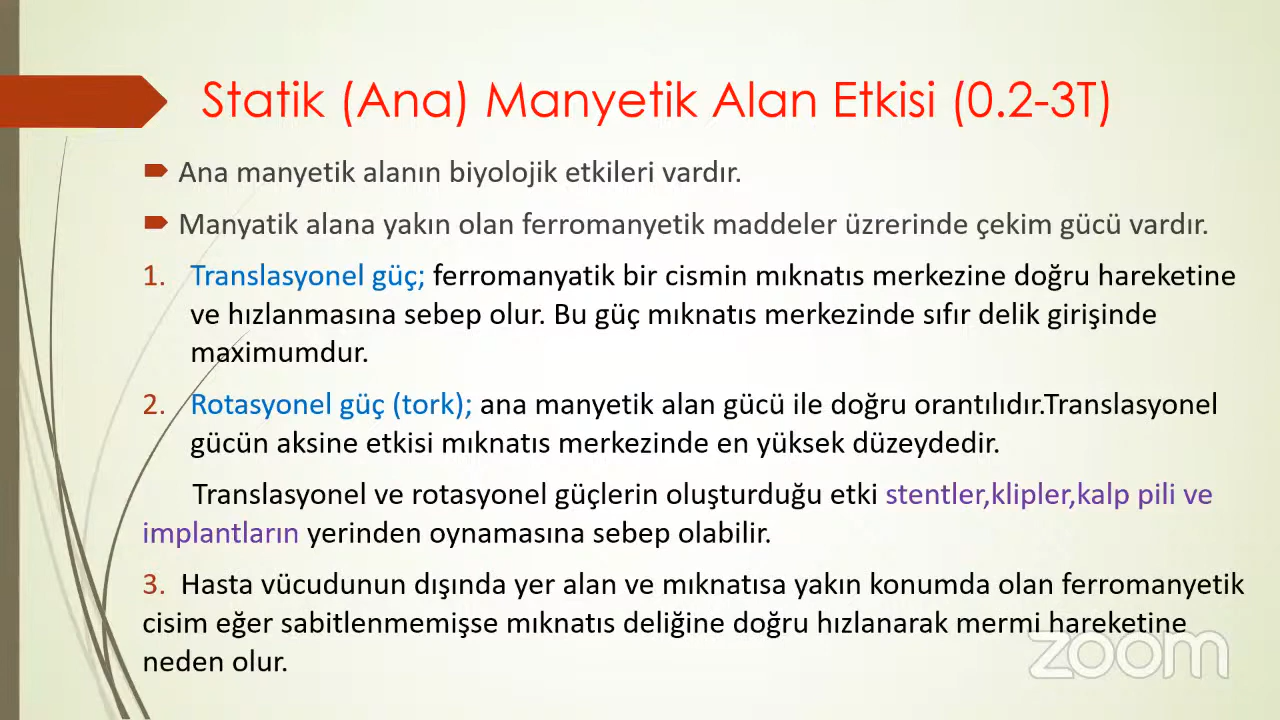 Statik (Ana) Manyetik Alan Etkisi (0.2-3T)
Ana manyetik alanın biyolojik etkileri vardır.
Manyatik alana yakın olan ferromanyetik maddeler üzrerinde çekim gücü vardır.
1. Translasyonel güç; ferromanyatik bir cismin mıknatıs merkezine doğru hareketine
ve hızlanmasına sebep olur. Bu güç mıknatıs merkezinde sıfır delik girişinde
maximumdur.
2. Rotasyonel güç (tork); ana manyetik alan gücü ile doğru orantılıdır.Translasyonel
gücün aksine etkisi mıknatıs merkezinde en yüksek düzeydedir.
Translasyonel ve rotasyonel güçlerin oluşturduğu etki stentler,klipler,kalp pili ve
implantların yerinden oynamasına sebep olabilir.
3. Hasta vücudunun dışında yer alan ve mıknatısa yakın konumda olan ferromanyetik
cisim eğer sabitlenmemişse mıknatıs deliğine doğru hızlanarak mermi hareketine
neden olur.
zoom